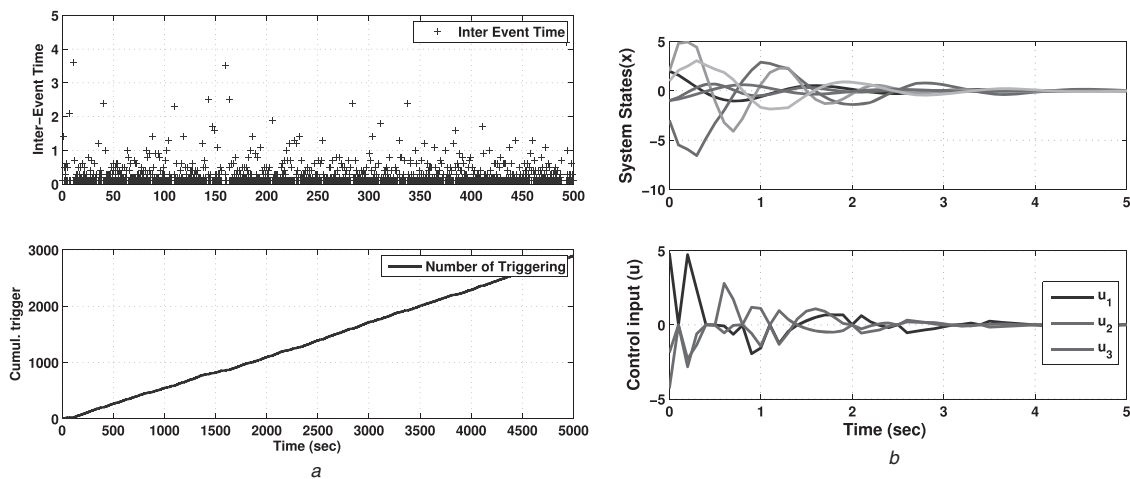 Inter-Event Time
5
4
3
2
1
0
Inter Event Time
0 50 100 150 200 250 300 350 400 450 500
Cumul. trigger
3000
2000
1000
0
Number of Triggering
0 500 1000 1500 2000 2500 3000 3500 4000 4500 5000
Time (sec)
a
System States(x)
5
0
−5
−10
0 1 2 3 4 5
Control input (u)
5
0
−5
u1
u2
u3
0 1 2 3 4 5
Time (sec)
b